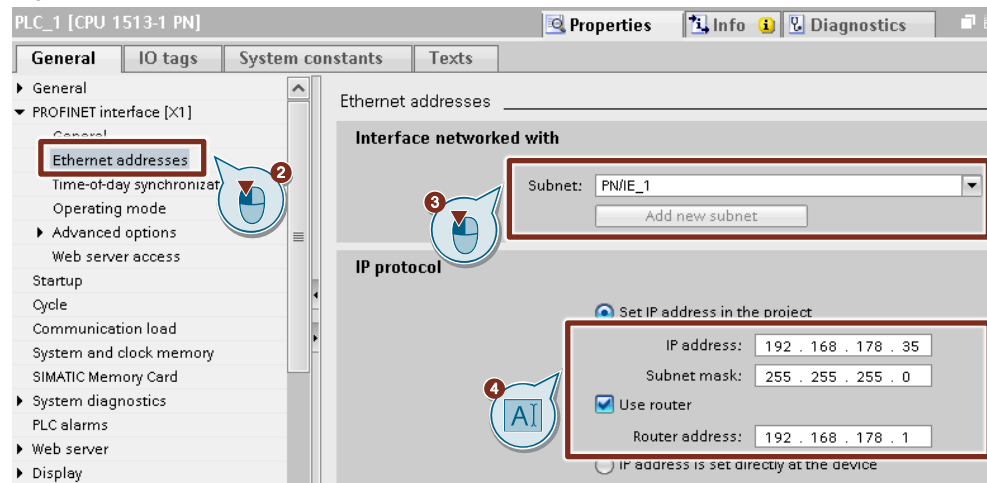 PLC_1 [CPU 1513-1 PN]
Properties
Info
Diagnostics
General
IO tags
System constants
Texts
General
PROFINET interface [X1]
General
Ethernet addresses
Time-of-day synchronizat
Operating mode
Advanced options
Web server access
Startup
Cycle
Communication load
System and clock memory
SIMATIC Memory Card
System diagnostics
PLC alarms
Web server
Display
2
Ethernet addresses
Interface networked with
3
Subnet: PN/IE_1
Add new subnet
IP protocol
Set IP address in the project
IP address: 192 . 168 . 178 . 35
Subnet mask: 255 . 255 . 255 . 0
4
AI
Use router
Router address: 192 . 168 . 178 . 1
IP address is set directly at the device